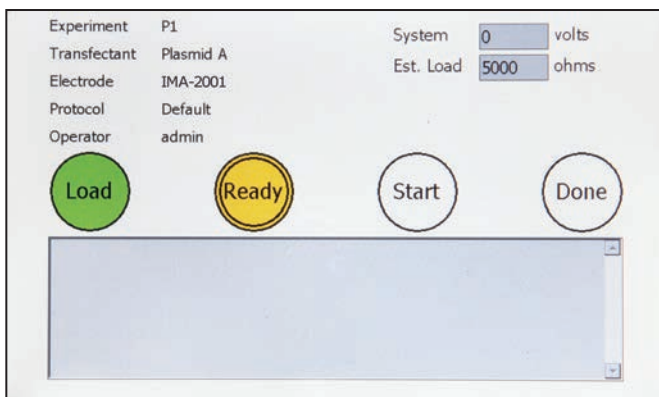 Experiment P1
Transfectant Plasmid A
Electrode IMA-2001
Protocol Default
Operator admin
System 0 volts
Est. Load 5000 ohms
Load Ready Start Done